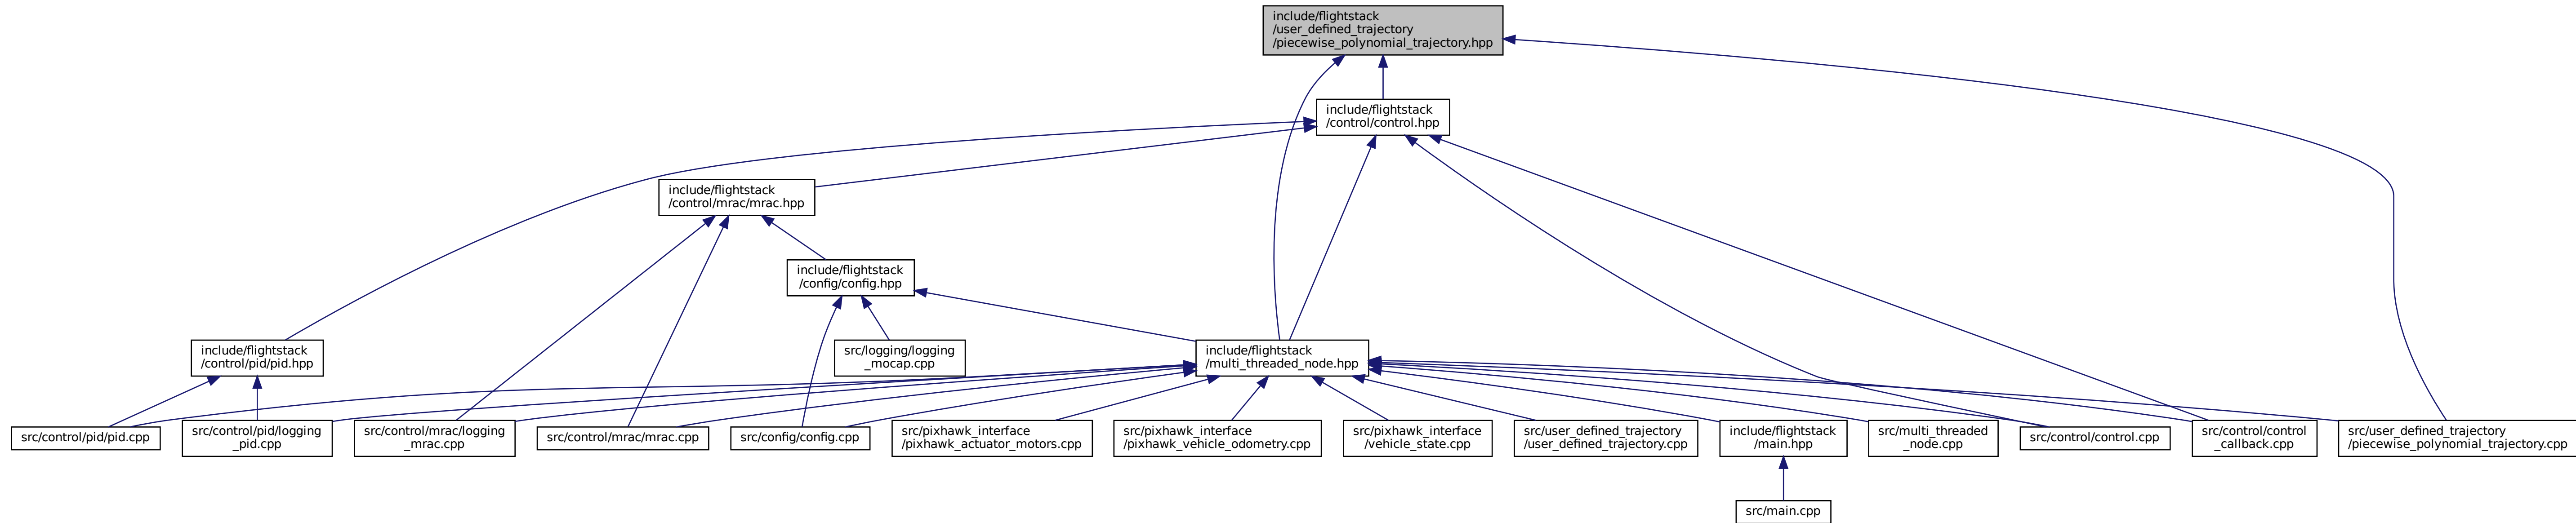 include/flightstack
/user_defined_trajectory
/piecewise_polynomial_trajectory.hpp
include/flightstack
/control/control.hpp
include/flightstack
/control/mrac/mrac.hpp
include/flightstack
/config/config.hpp
include/flightstack
/control/pid/pid.hpp
src/logging/logging
_mocap.cpp
include/flightstack
/multi_threaded_node.hpp
src/control/pid/pid.cpp
src/control/pid/logging
_pid.cpp
src/control/mrac/logging
_mrac.cpp
src/control/mrac/mrac.cpp
src/config/config.cpp
src/pixhawk_interface
/pixhawk_actuator_motors.cpp
src/pixhawk_interface
/pixhawk_vehicle_odometry.cpp
src/pixhawk_interface
/vehicle_state.cpp
src/user_defined_trajectory
/user_defined_trajectory.cpp
include/flightstack
/main.hpp
src/multi_threaded
_node.cpp
src/control/control.cpp
src/control/control
_callback.cpp
src/user_defined_trajectory
/piecewise_polynomial_trajectory.cpp
src/main.cpp